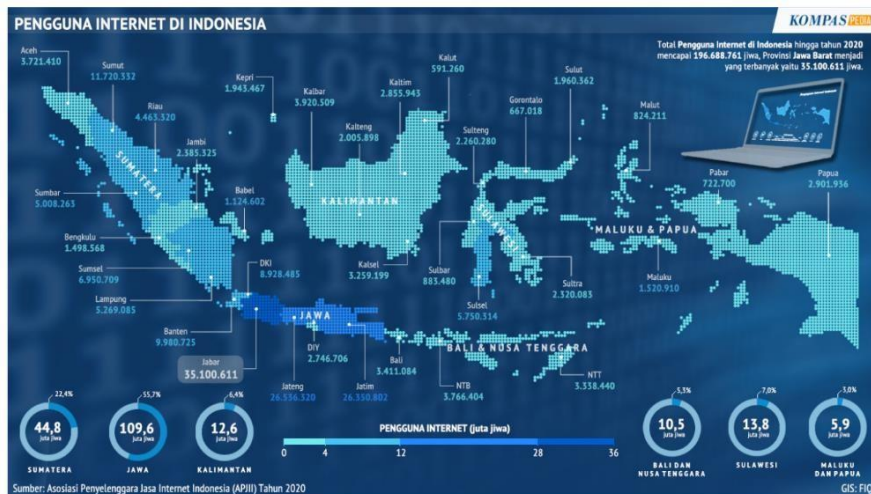 PENGGUNA INTERNET DI INDONESIA
KOMPAS PEDIA
Total Pengguna Internet di Indonesia hingga tahun 2020
mencapai 196.688.761 jiwa, Provinsi Jawa Barat menjadi
yang terbanyak yaitu 35.100.611 jiwa.
Aceh
3.721.410
Sumut
11.720.332
Riau
4.463.320
Jambi
2.385.325
Kepri
1.943.467
Kalbar
3.920.509
Kalteng
2.005.898
Kaltim
2.855.943
Kalut
591.260
Sulteng
2.260.280
Gorontalo
667.018
Sulut
1.960.362
Malut
824.211
Pabar
722.700
Papua
2.901.936
Sumbar
5.008.263
SUMATERA
Babel
1.124.602
KALIMANTAN
SULAWESI
MALUKU & PAPUA
Bengkulu
1.498.568
Sumsel
6.950.709
Lampung
5.269.085
DKI
8.928.485
Kalsel
3.259.199
Sulbar
883.480
Sulsel
5.750.314
Sultra
2.320.083
Maluku
1.520.910
Banten
9.980.725
JAWA
Jabar
35.100.611
Jateng
26.536.320
DIY
2.746.706
Jatim
26.350.802
Bali
3.411.084
BALI & NUSA TENGGARA
NTB
3.766.404
NTT
3.338.440
22,4%
44,8
juta jiwa
SUMATERA
55,7%
109,6
juta jiwa
JAWA
6,4%
12,6
juta jiwa
KALIMANTAN
PENGGUNA INTERNET (juta jiwa)
0 4 12 28 36
5,3%
10,5
juta jiwa
BALI DAN
NUSA TENGGARA
7,0%
13,8
juta jiwa
SULAWESI
3,0%
5,9
juta jiwa
MALUKU
DAN PAPUA
Sumber: Asosiasi Penyelenggara Jasa Internet Indonesia (APJII) Tahun 2020
GIS: FIC